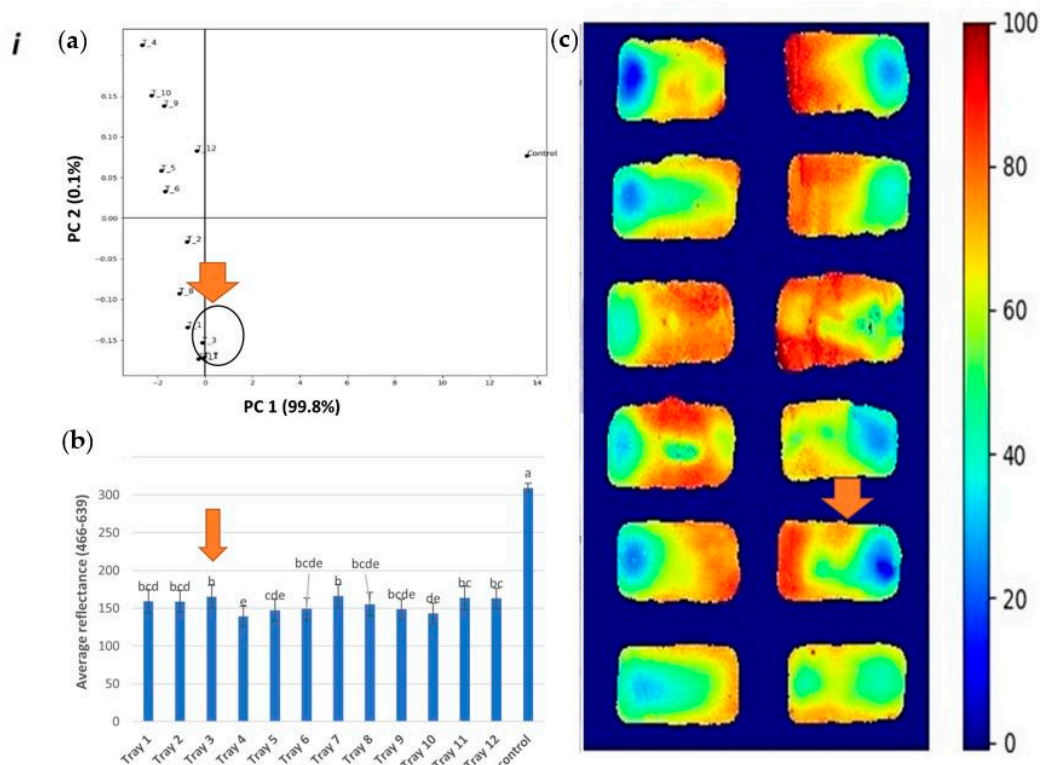 i
(a)
T_4
T_10
T_9
0.15
0.10
T_12
Control
T_5
T_6
0.05
0.00
T_2
−0.05
T_8
−0.10
T_1
T_3
−0.15
PC 2 (0.1%)
−2
0
2
4
6
8
10
12
14
PC 1 (99.8%)
(b)
Average reflectance (466-639)
300
250
200
150
100
50
0
bcd
bcd
b
e
cde
bcde
b
bcde
bcde
de
bc
bc
a
Tray 1
Tray 2
Tray 3
Tray 4
Tray 5
Tray 6
Tray 7
Tray 8
Tray 9
Tray 10
Tray 11
Tray 12
control
(c)
100
80
60
40
20
0